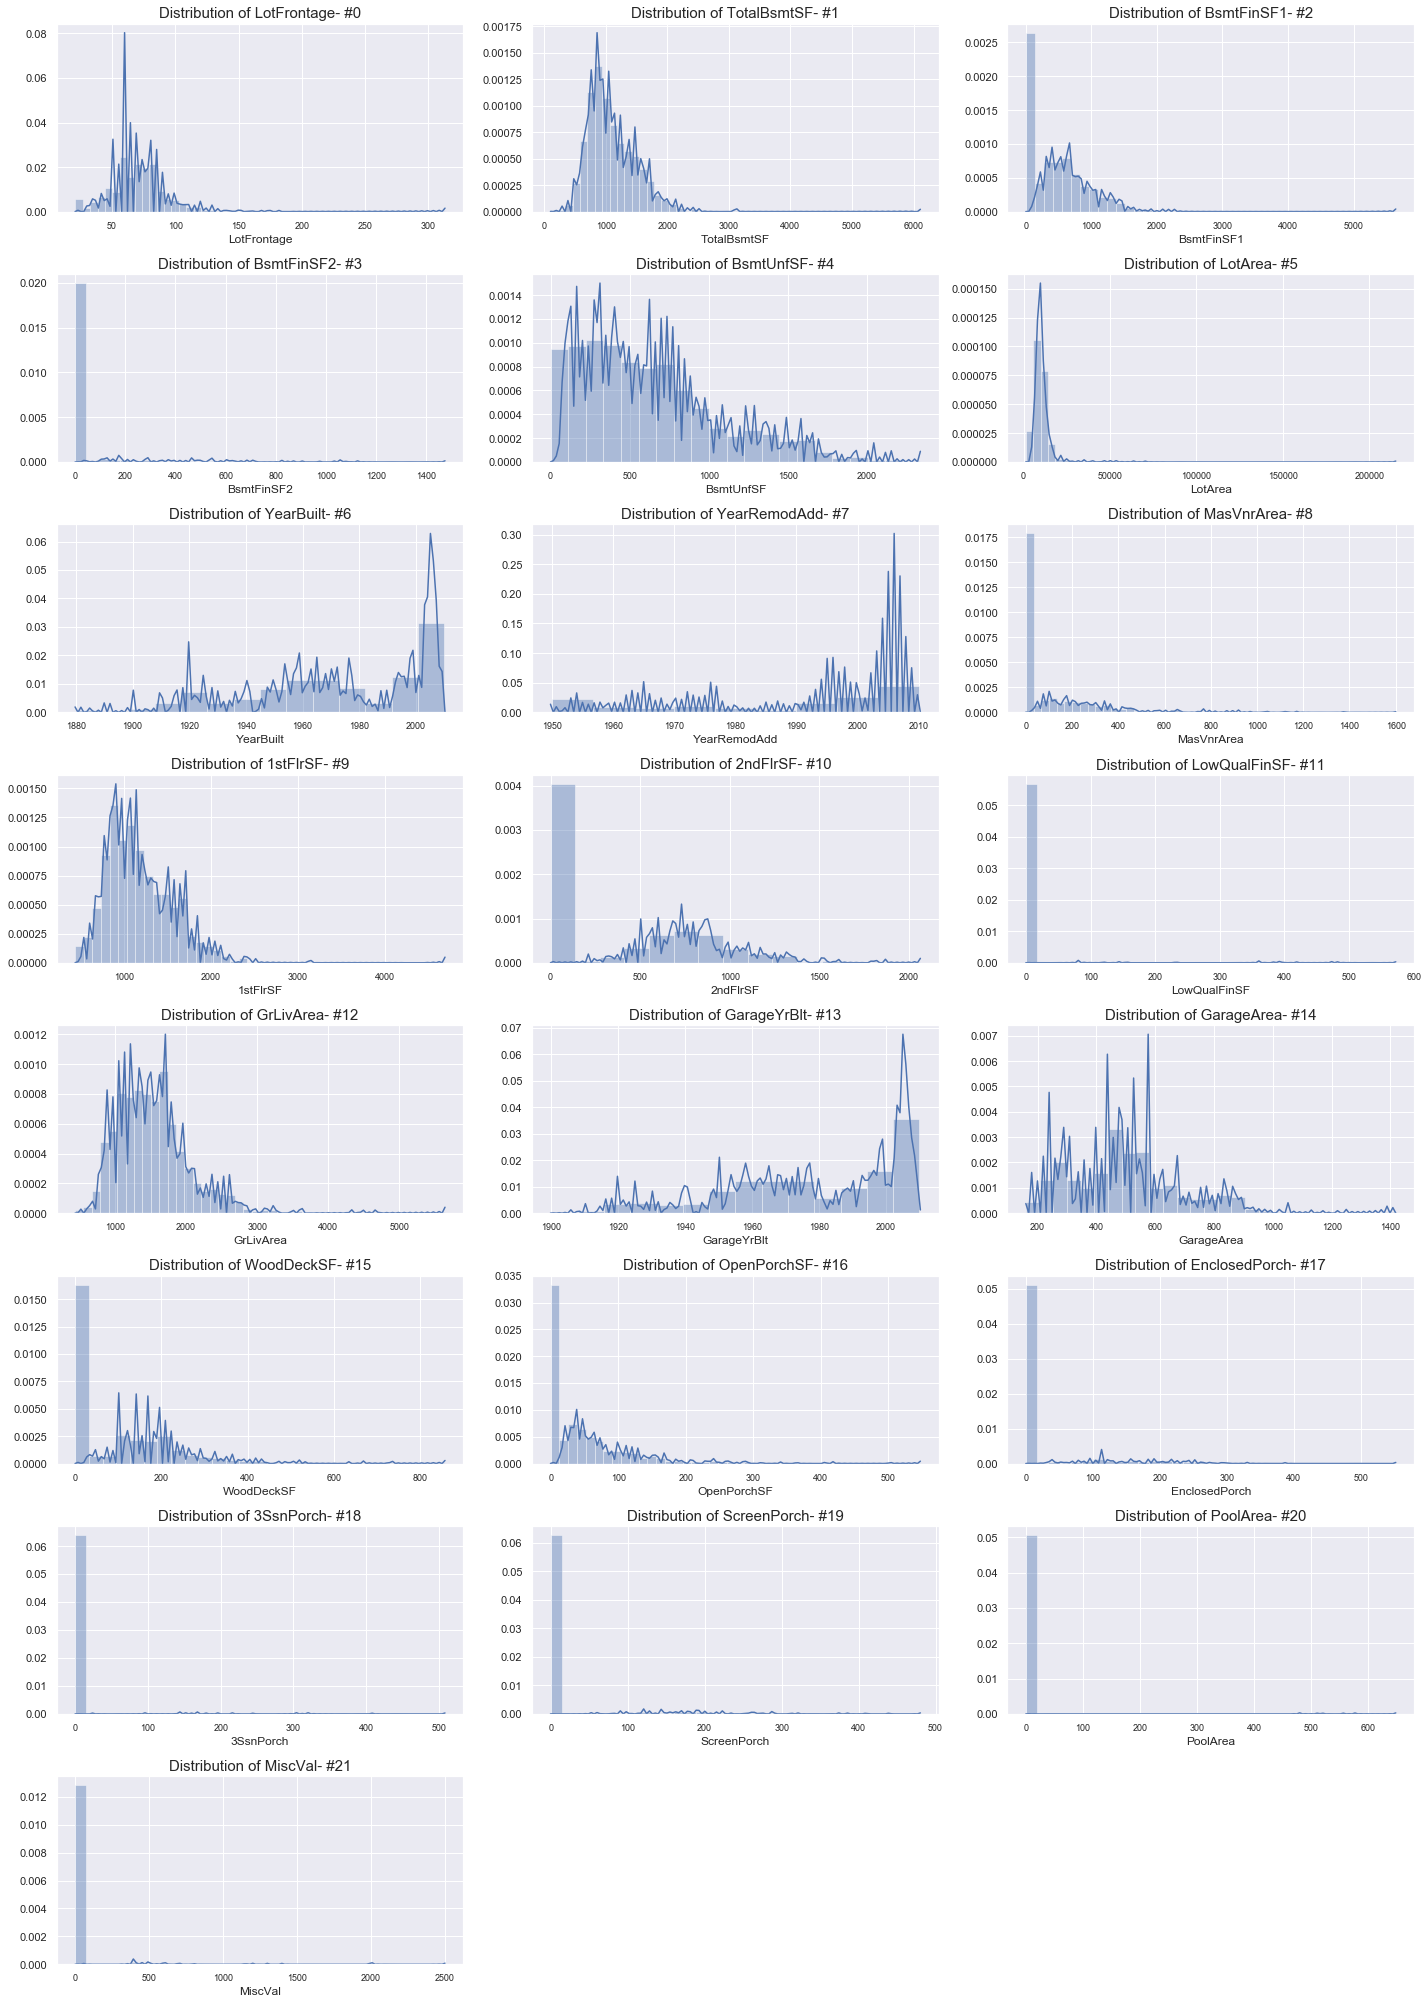 Distribution of LotFrontage- #0
0.08
0.06
0.04
0.02
0.00
50 100 150 200 250 300
LotFrontage
Distribution of TotalBsmtSF- #1
0.00175
0.00150
0.00125
0.00100
0.00075
0.00050
0.00025
0.00000
0 1000 2000 3000 4000 5000 6000
TotalBsmtSF
Distribution of BsmtFinSF1- #2
0.0025
0.0020
0.0015
0.0010
0.0005
0.0000
0 1000 2000 3000 4000 5000
BsmtFinSF1
Distribution of BsmtFinSF2- #3
0.020
0.015
0.010
0.005
0.000
0 200 400 600 800 1000 1200 1400
BsmtFinSF2
Distribution of BsmtUnfSF- #4
0.0014
0.0012
0.0010
0.0008
0.0006
0.0004
0.0002
0.0000
0 500 1000 1500 2000
BsmtUnfSF
Distribution of LotArea- #5
0.000150
0.000125
0.000100
0.000075
0.000050
0.000025
0.000000
0 50000 100000 150000 200000
LotArea
Distribution of YearBuilt- #6
0.06
0.05
0.04
0.03
0.02
0.01
0.00
1880 1900 1920 1940 1960 1980 2000
YearBuilt
Distribution of YearRemodAdd- #7
0.30
0.25
0.20
0.15
0.10
0.05
0.00
1950 1960 1970 1980 1990 2000 2010
YearRemodAdd
Distribution of MasVnrArea- #8
0.0175
0.0150
0.0125
0.0100
0.0075
0.0050
0.0025
0.0000
0 200 400 600 800 1000 1200 1400 1600
MasVnrArea
Distribution of 1stFlrSF- #9
0.00150
0.00125
0.00100
0.00075
0.00050
0.00025
0.00000
1000 2000 3000 4000
1stFlrSF
Distribution of 2ndFlrSF- #10
0.004
0.003
0.002
0.001
0.000
0 500 1000 1500 2000
2ndFlrSF
Distribution of LowQualFinSF- #11
0.05
0.04
0.03
0.02
0.01
0.00
0 100 200 300 400 500 600
LowQualFinSF
Distribution of GrLivArea- #12
0.0012
0.0010
0.0008
0.0006
0.0004
0.0002
0.0000
1000 2000 3000 4000 5000
GrLivArea
Distribution of GarageYrBlt- #13
0.07
0.06
0.05
0.04
0.03
0.02
0.01
0.00
1900 1920 1940 1960 1980 2000
GarageYrBlt
Distribution of GarageArea- #14
0.007
0.006
0.005
0.004
0.003
0.002
0.001
0.000
200 400 600 800 1000 1200 1400
GarageArea
Distribution of WoodDeckSF- #15
0.0150
0.0125
0.0100
0.0075
0.0050
0.0025
0.0000
0 200 400 600 800
WoodDeckSF
Distribution of OpenPorchSF- #16
0.035
0.030
0.025
0.020
0.015
0.010
0.005
0.000
0 100 200 300 400 500
OpenPorchSF
Distribution of EnclosedPorch- #17
0.05
0.04
0.03
0.02
0.01
0.00
0 100 200 300 400 500
EnclosedPorch
Distribution of 3SsnPorch- #18
0.06
0.05
0.04
0.03
0.02
0.01
0.00
0 100 200 300 400 500
3SsnPorch
Distribution of ScreenPorch- #19
0.06
0.05
0.04
0.03
0.02
0.01
0.00
0 100 200 300 400 500
ScreenPorch
Distribution of PoolArea- #20
0.05
0.04
0.03
0.02
0.01
0.00
0 100 200 300 400 500 600
PoolArea
Distribution of MiscVal- #21
0.012
0.010
0.008
0.006
0.004
0.002
0.000
0 500 1000 1500 2000 2500
MiscVal